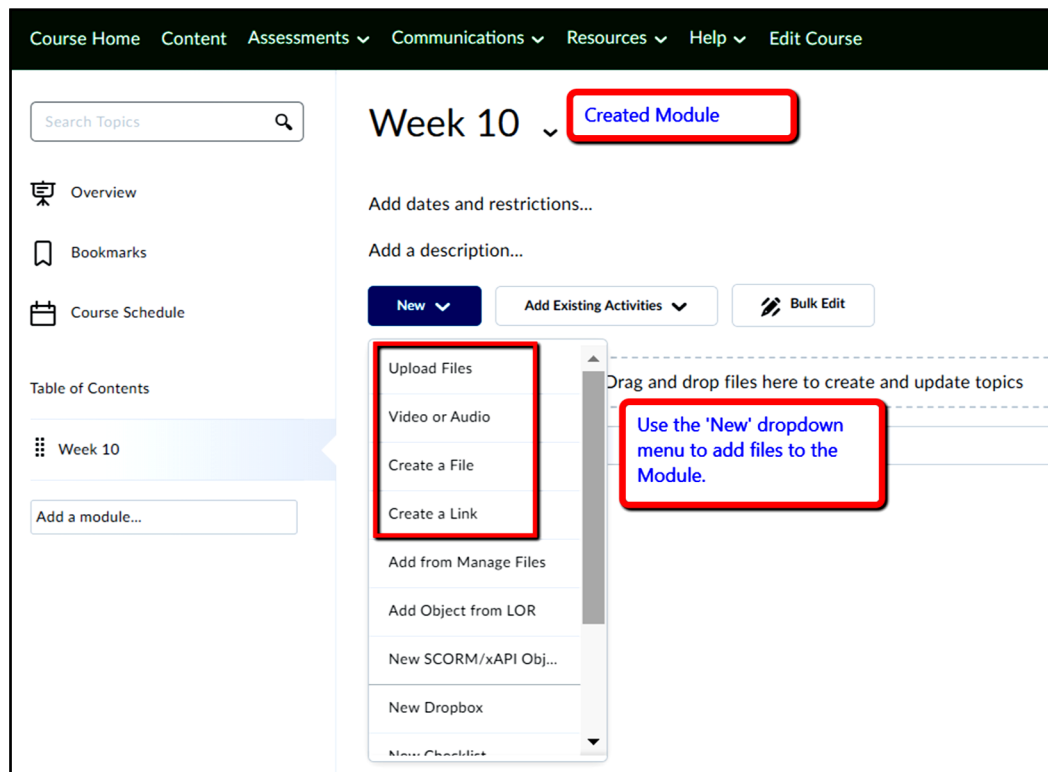 Course Home Content Assessments Communications Resources Help Edit Course
Search Topics
Overview
Bookmarks
Course Schedule
Table of Contents
Week 10
Add a module...
Week 10
Created Module
Add dates and restrictions...
Add a description...
New Add Existing Activities Bulk Edit
Upload Files
Video or Audio
Create a File
Create a Link
Add from Manage Files
Add Object from LOR
New SCORM/xAPI Obj...
New Dropbox
New Checklist
Drag and drop files here to create and update topics
Use the 'New' dropdown
menu to add files to the
Module.